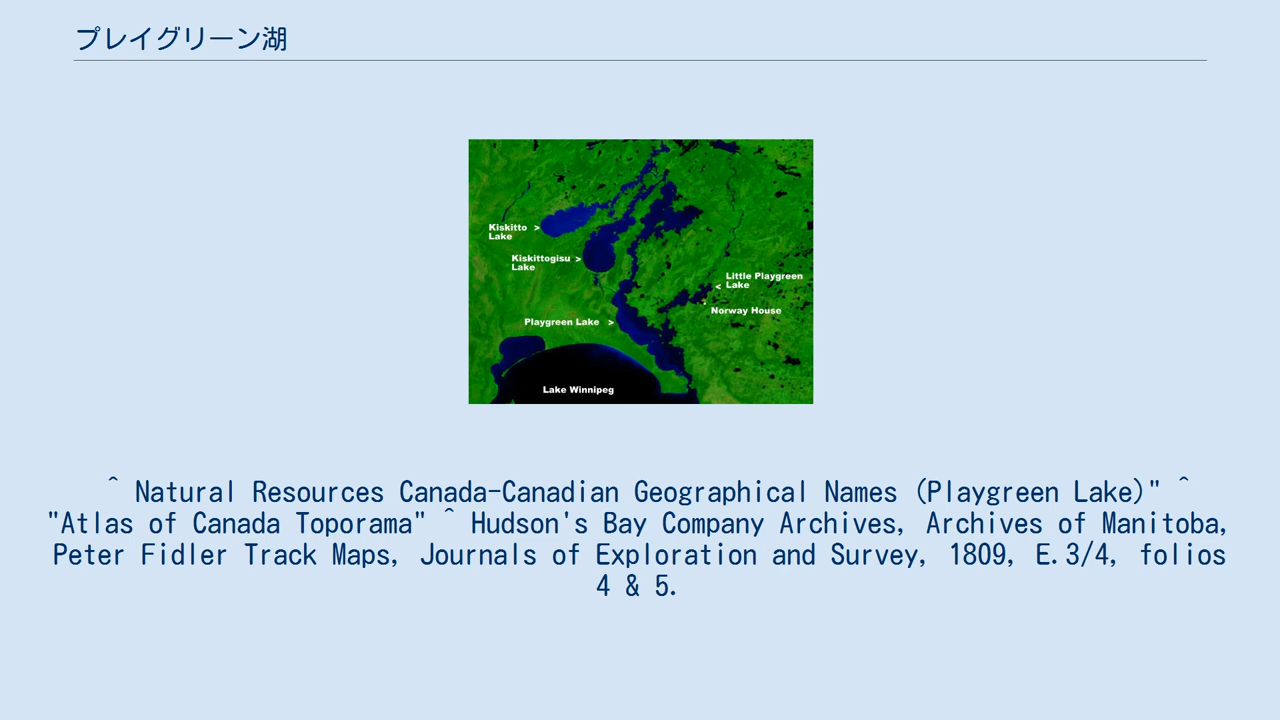 プレイグリーン湖
Kiskitto >
Lake
Kiskittogisu >
Lake
Little Playgreen
< Lake
Norway House
Playgreen Lake >
Lake Winnipeg
^ Natural Resources Canada-Canadian Geographical Names (Playgreen Lake)" ^
"Atlas of Canada Toporama" ^ Hudson's Bay Company Archives, Archives of Manitoba,
Peter Fidler Track Maps, Journals of Exploration and Survey, 1809, E.3/4, folios
4 & 5.